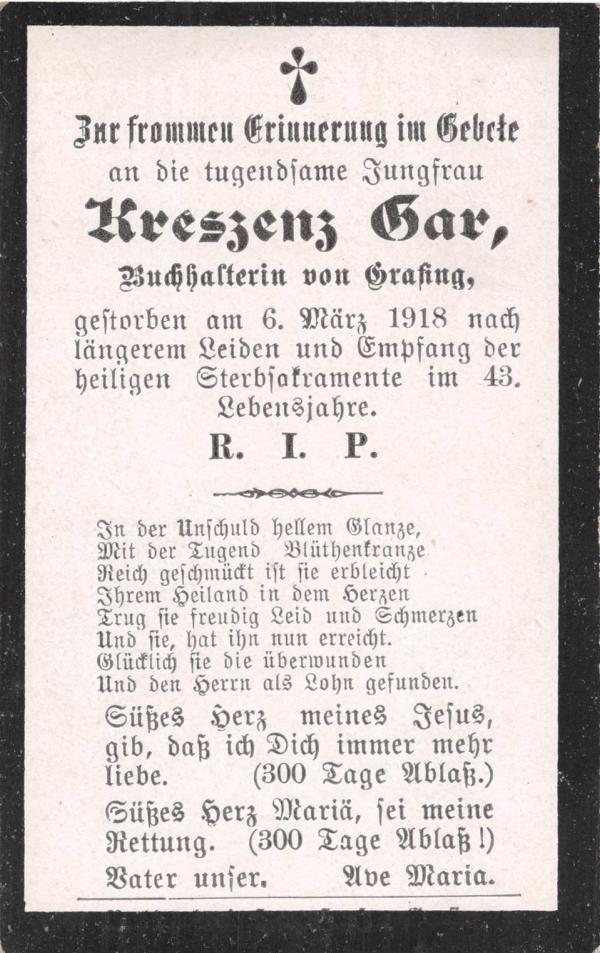 Zur frommen Erinnerung im Gebete
an die tugendsame Jungfrau
Kreszenz Gar,
Buchhalterin von Grafing,
gestorben am 6. März 1918 nach
längerem Leiden und Empfang der
heiligen Sterbsakramente im 43.
Lebensjahre.
R. I. P.
In der Unschuld hellem Glanze,
Mit der Tugend Blüthenkranze
Reich geschmückt ist sie erbleicht
Ihrem Heiland in dem Herzen
Trug sie freudig Leid und Schmerzen
Und sie, hat ihn nun erreicht.
Glücklich sie die überwunden
Und den Herrn als Lohn gefunden.
Süßes Herz meines Jesus,
gib, daß ich Dich immer mehr
liebe. (300 Tage Ablaß.)
Süßes Herz Mariä, sei meine
Rettung. (300 Tage Ablaß!)
Vater unser. Ave Maria.